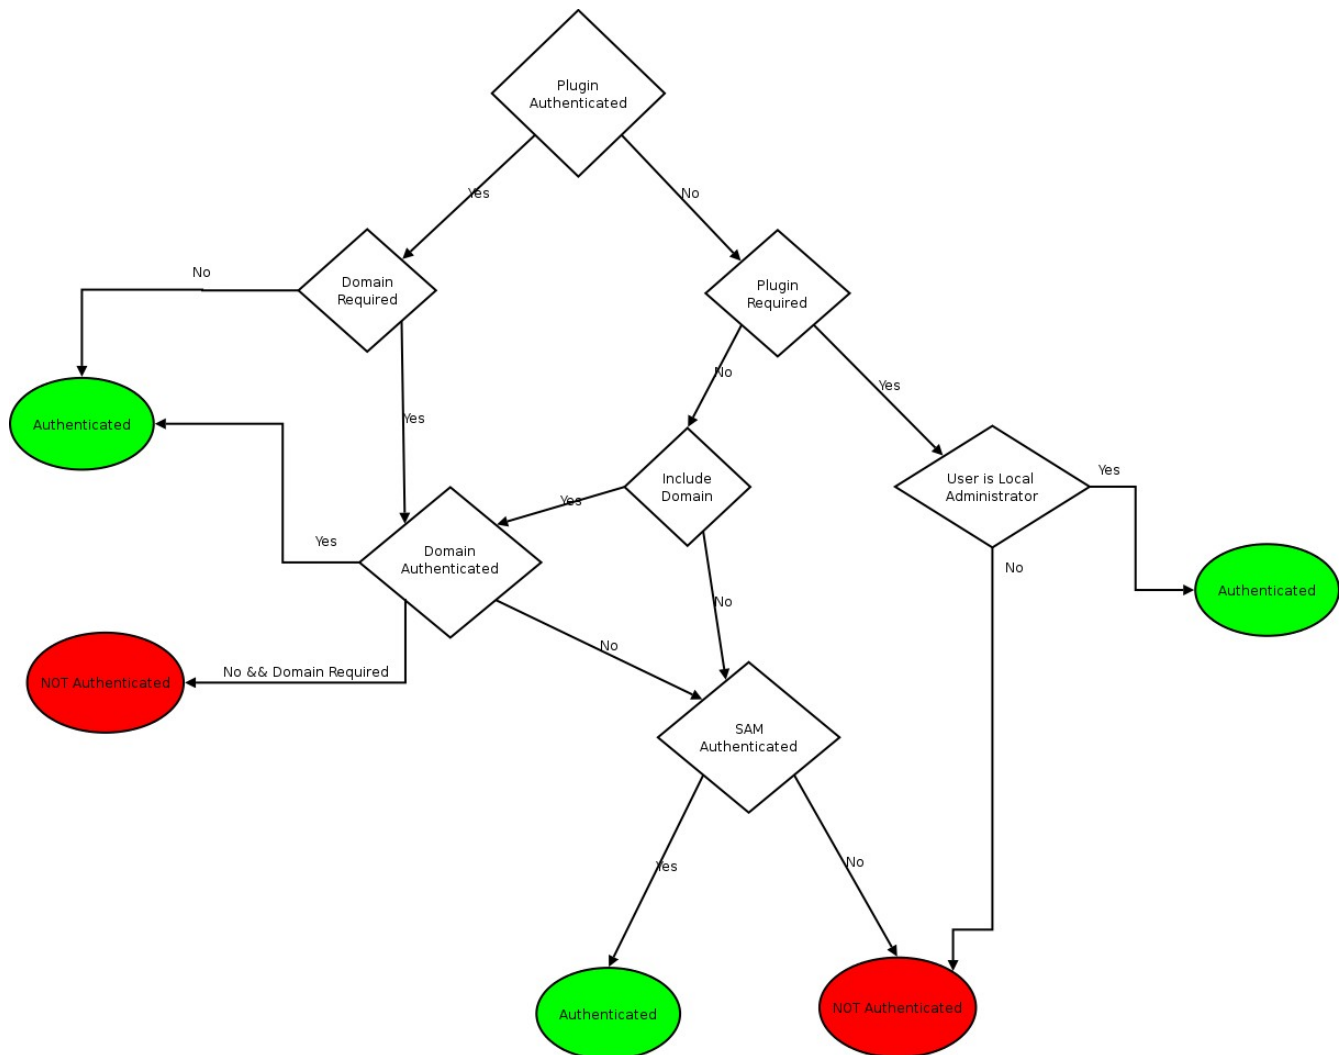 Plugin
Authenticated
Yes
No
No
Domain
Required
Plugin
Required
No
Yes
Yes
Authenticated
Include
Domain
User is Local
Administrator
Yes
Yes
Yes
Domain
Authenticated
No
Authenticated
No
No
No && Domain Required
NOT Authenticated
SAM
Authenticated
Yes
No
Authenticated
NOT Authenticated